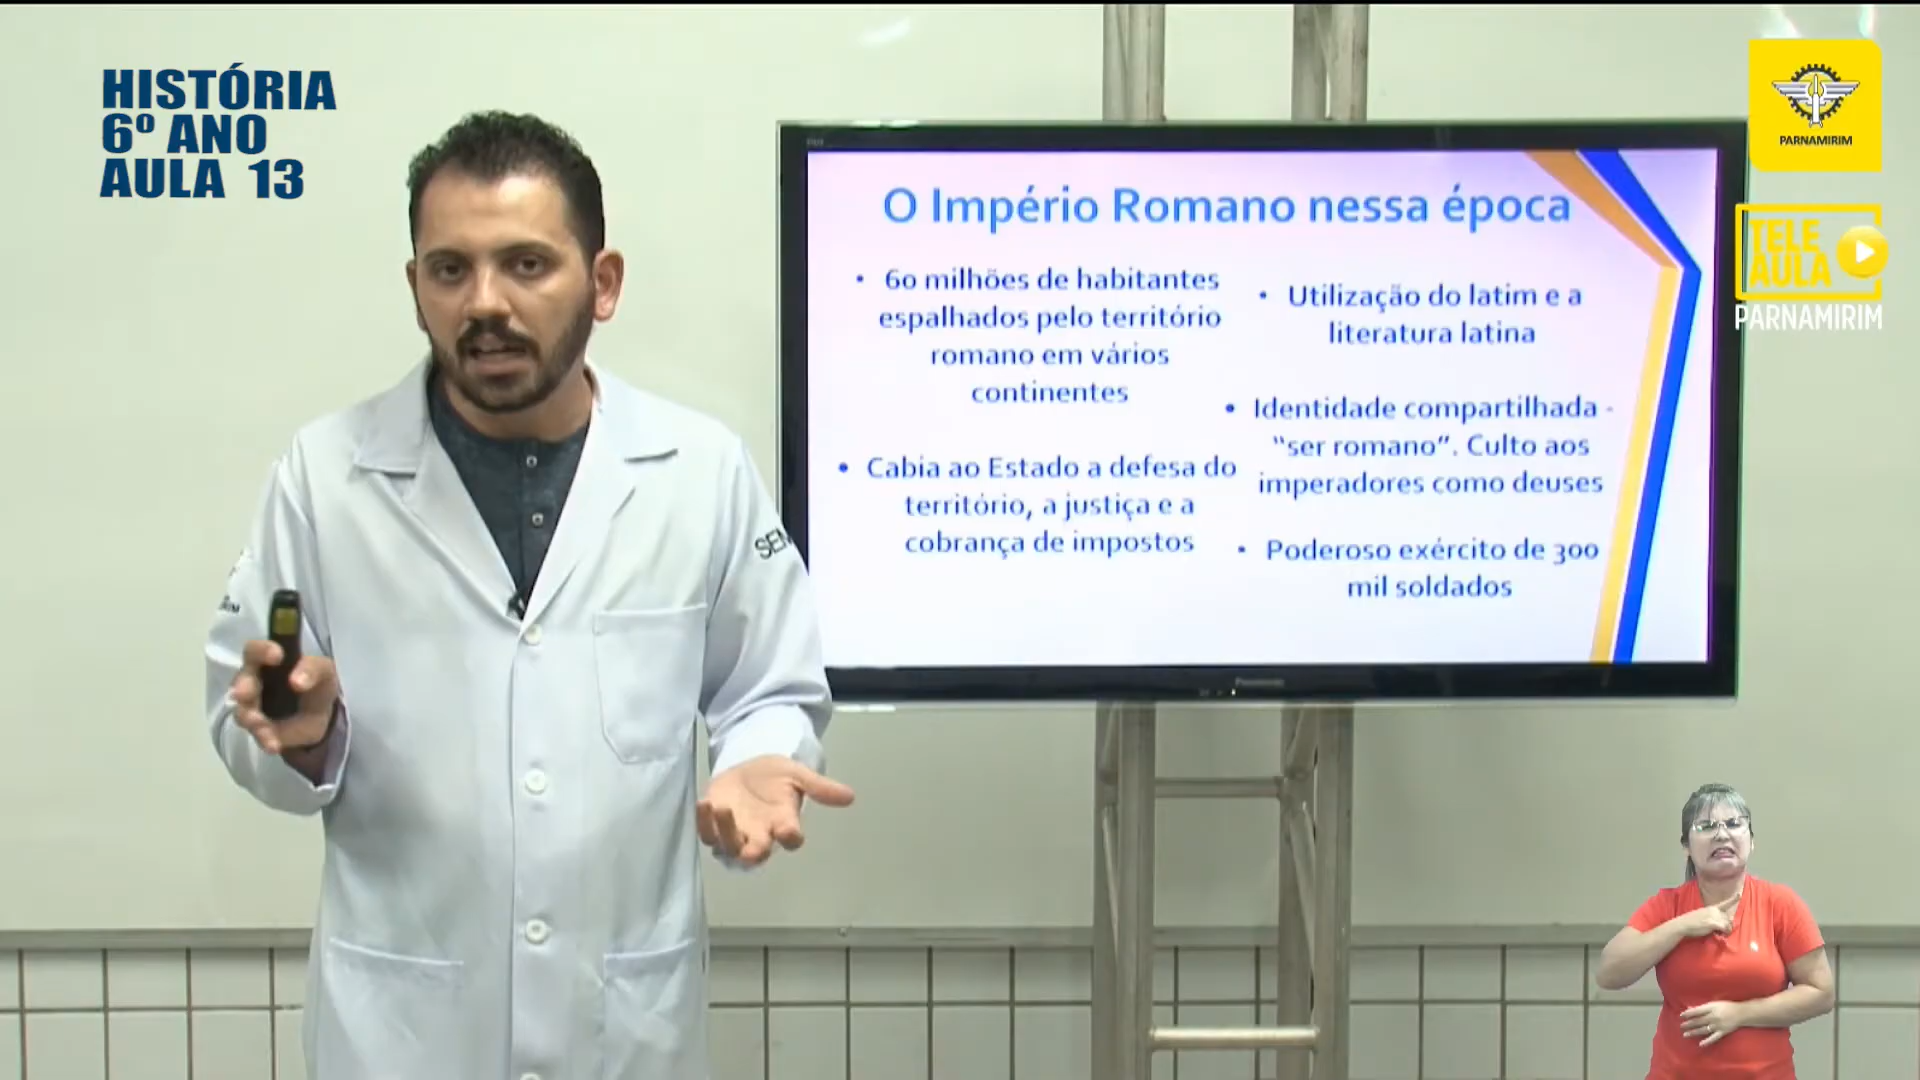 HISTÓRIA
6º ANO
AULA 13
PARNAMIRIM
TELE
AULA
PARNAMIRIM
O Império Romano nessa época
• 60 milhões de habitantes
espalhados pelo território
romano em vários
continentes
• Cabia ao Estado a defesa do
território, a justiça e a
cobrança de impostos
• Utilização do latim e a
literatura latina
• Identidade compartilhada -
“ser romano”. Culto aos
imperadores como deuses
• Poderoso exército de 300
mil soldados
Panasonic